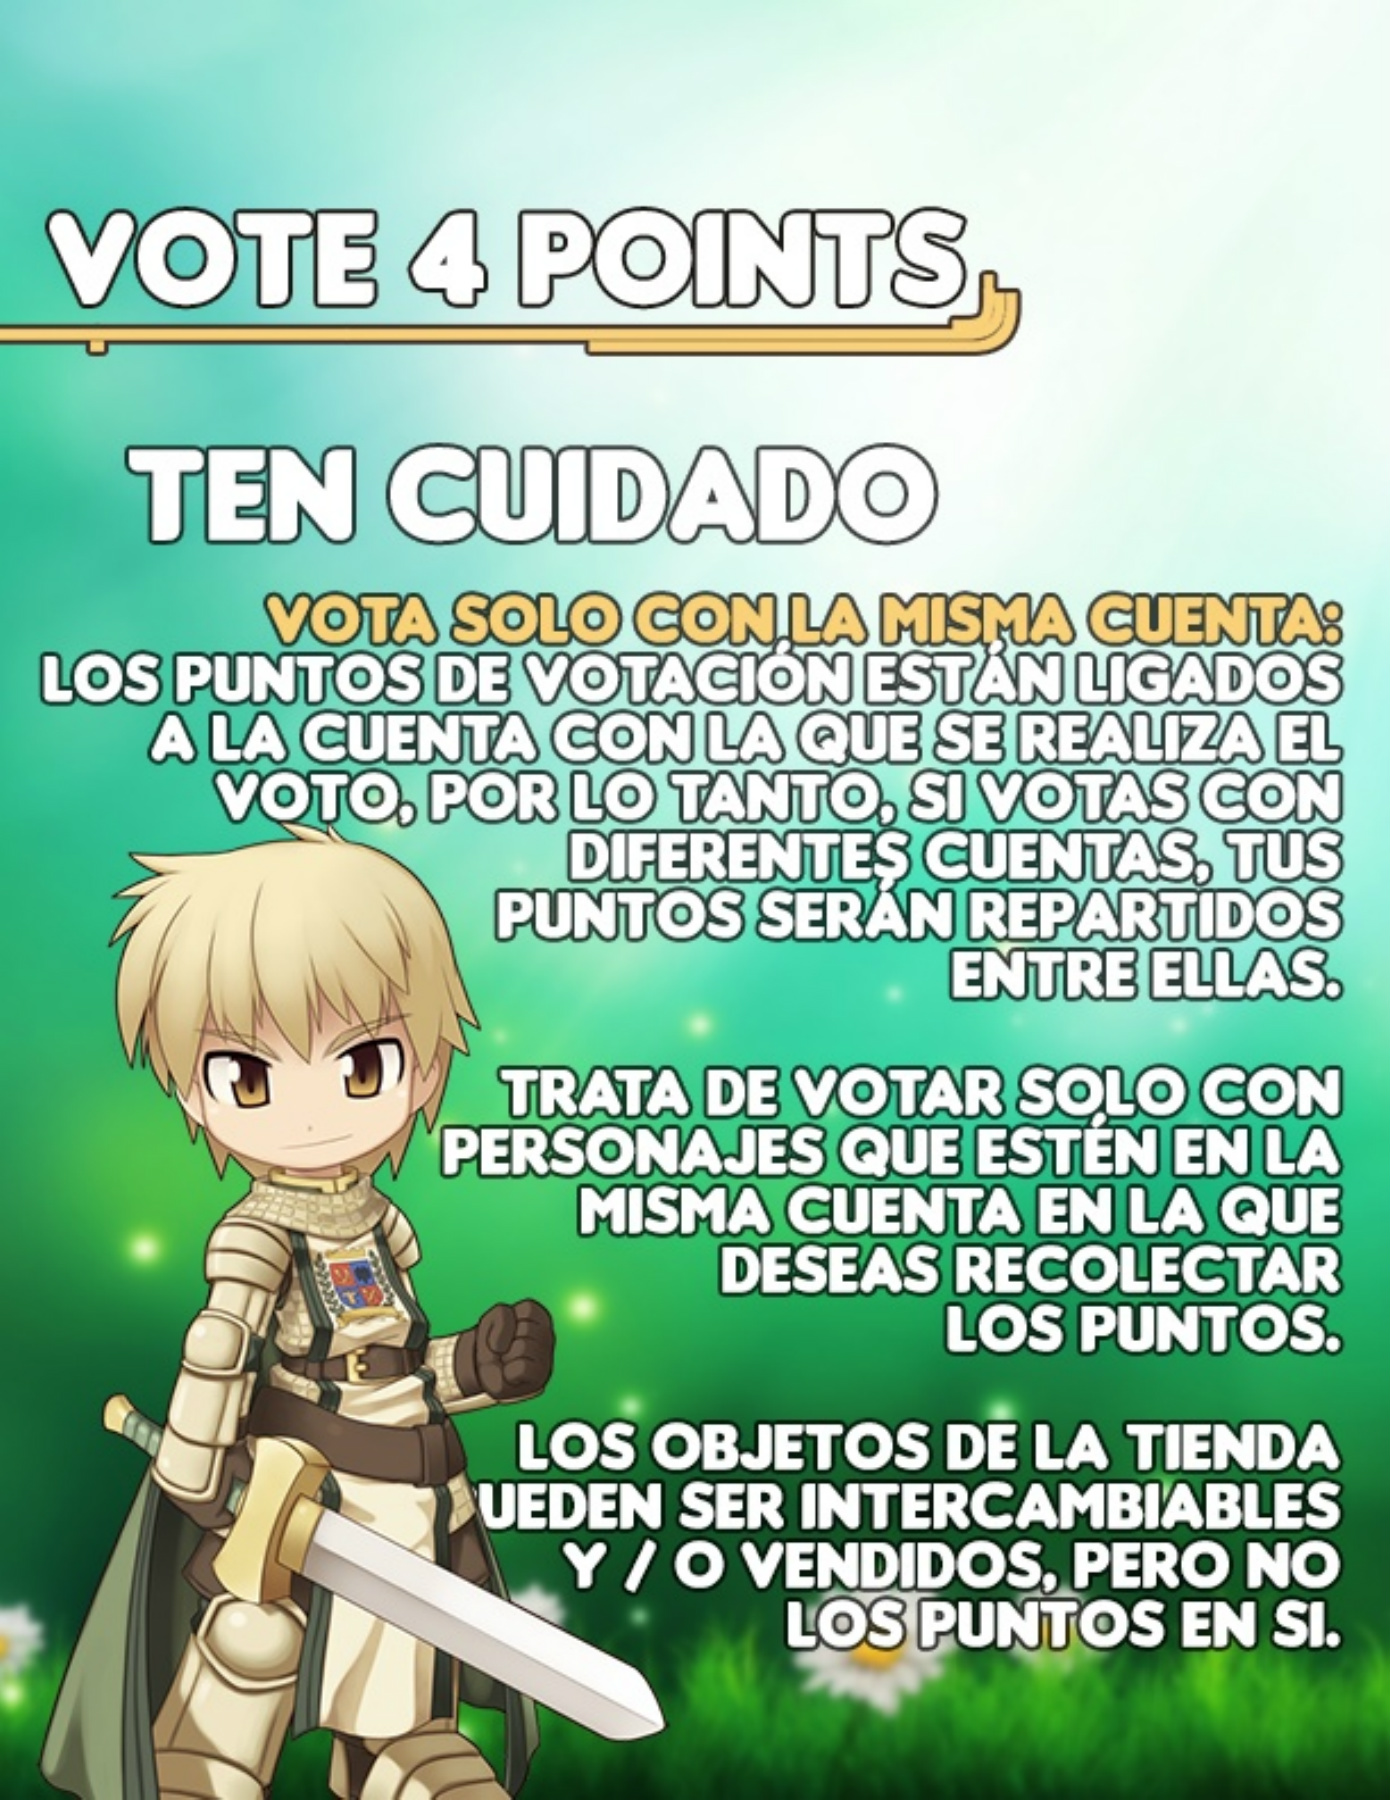 VOTE 4 POINTS
TEN CUIDADO
VOTA SOLO CON LA MISMA CUENTA:
LOS PUNTOS DE VOTACIÓN ESTÁN LIGADOS
A LA CUENTA CON LA QUE SE REALIZA EL
VOTO, POR LO TANTO, SI VOTAS CON
DIFERENTES CUENTAS, TUS
PUNTOS SERÁN REPARTIDOS
ENTRE ELLAS.
TRATA DE VOTAR SOLO CON
PERSONAJES QUE ESTÉN EN LA
MISMA CUENTA EN LA QUE
DESEAS RECOLECTAR
LOS PUNTOS.
LOS OBJETOS DE LA TIENDA
UEDEN SER INTERCAMBIABLES
Y / O VENDIDOS, PERO NO
LOS PUNTOS EN SI.